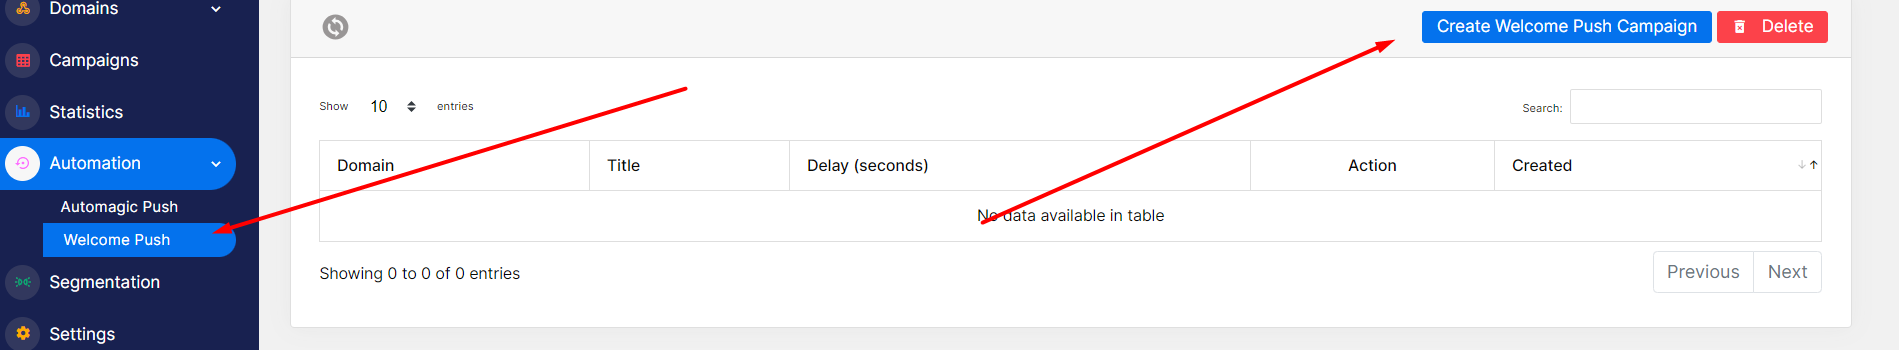 Domains
Campaigns
Statistics
Automation
Automagic Push
Welcome Push
Segmentation
Settings
Create Welcome Push Campaign Delete
Show 10 entries
Search:
Domain Title Delay (seconds) Action Created
No data available in table
Showing 0 to 0 of 0 entries
Previous Next